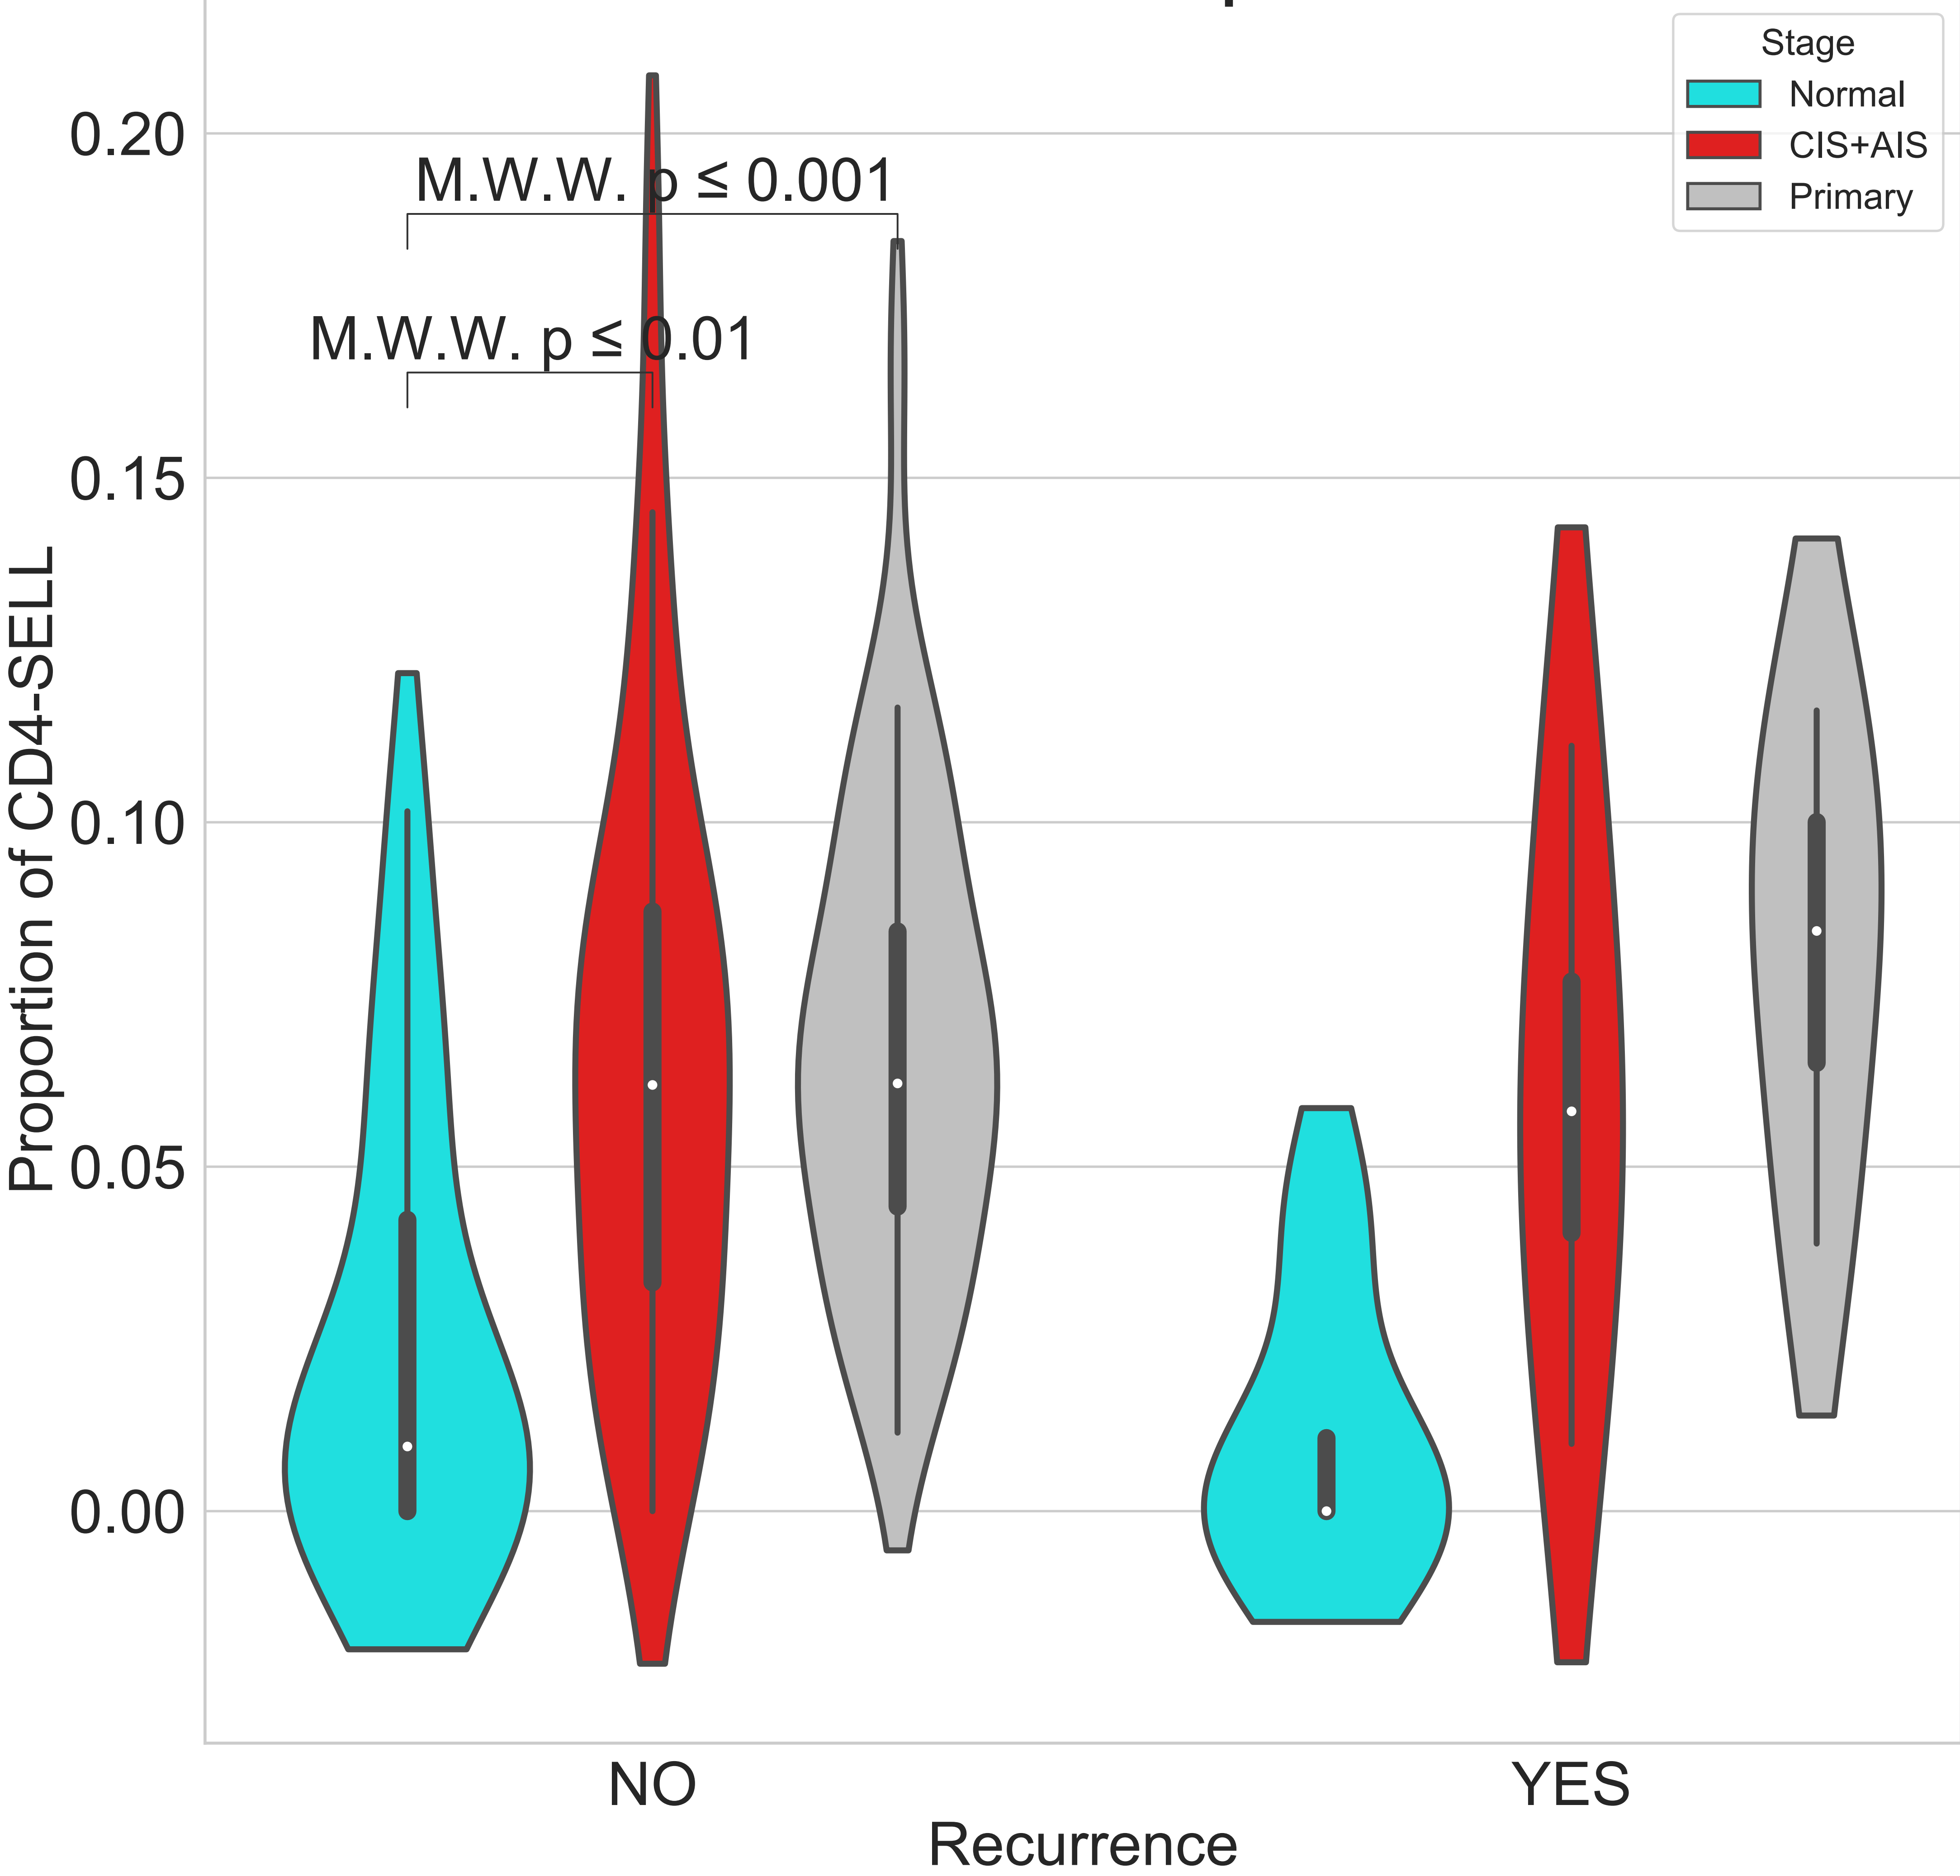 Stage
Normal
CIS+AIS
Primary
0.20
0.15
0.10
0.05
0.00
Proportion of CD4-SELL
M.W.W. p ≤ 0.001
M.W.W. p ≤ 0.01
NO
YES
Recurrence